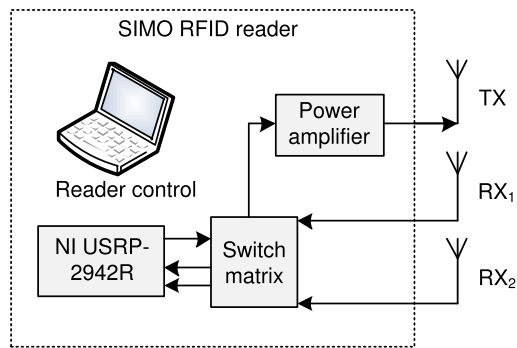 SIMO RFID reader
Power
amplifier
TX
Reader control
RX₁
NI USRP-
2942R
Switch
matrix
RX₂